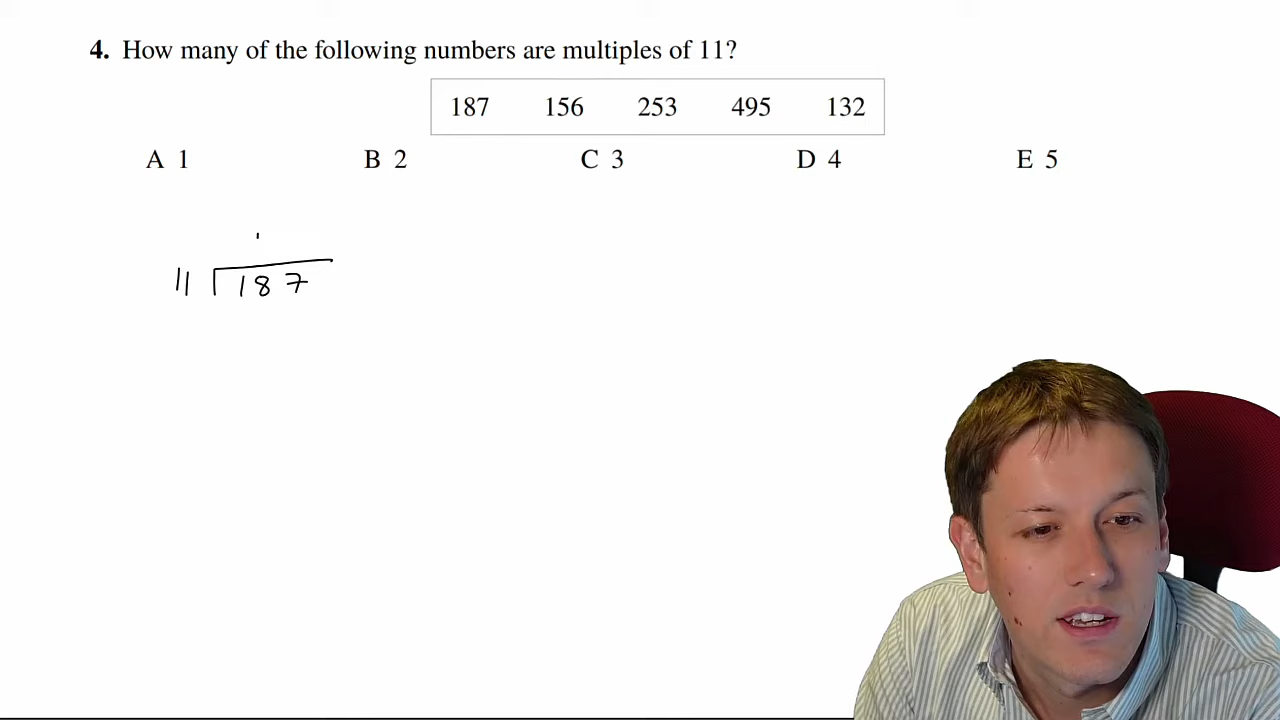 4. How many of the following numbers are multiples of 11?
187 156 253 495 132
A 1 B 2 C 3 D 4 E 5
11 187